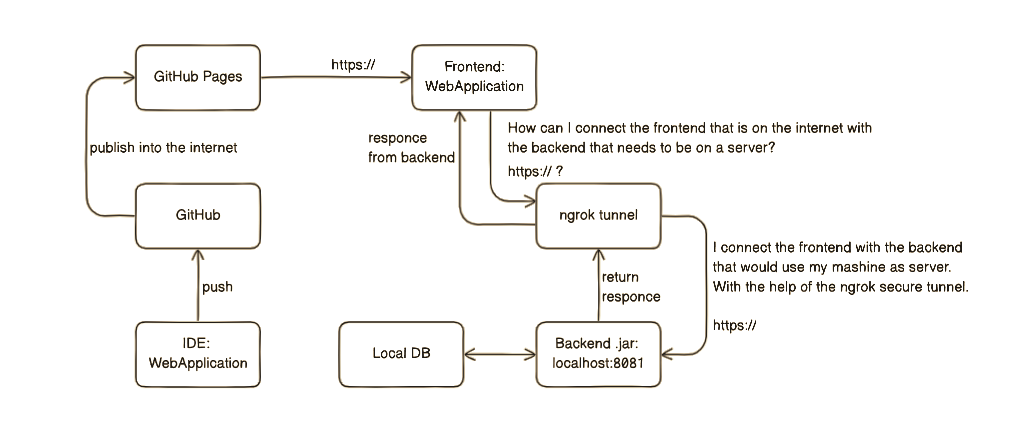 GitHub Pages
https://
Frontend:
WebApplication
How can I connect the frontend that is on the internet with
the backend that needs to be on a server?
https:// ?
responce
from backend
publish into the internet
GitHub
ngrok tunnel
I connect the frontend with the backend
that would use my mashine as server.
With the help of the ngrok secure tunnel.
https://
push
return
responce
IDE:
WebApplication
Local DB
Backend .jar:
localhost:8081